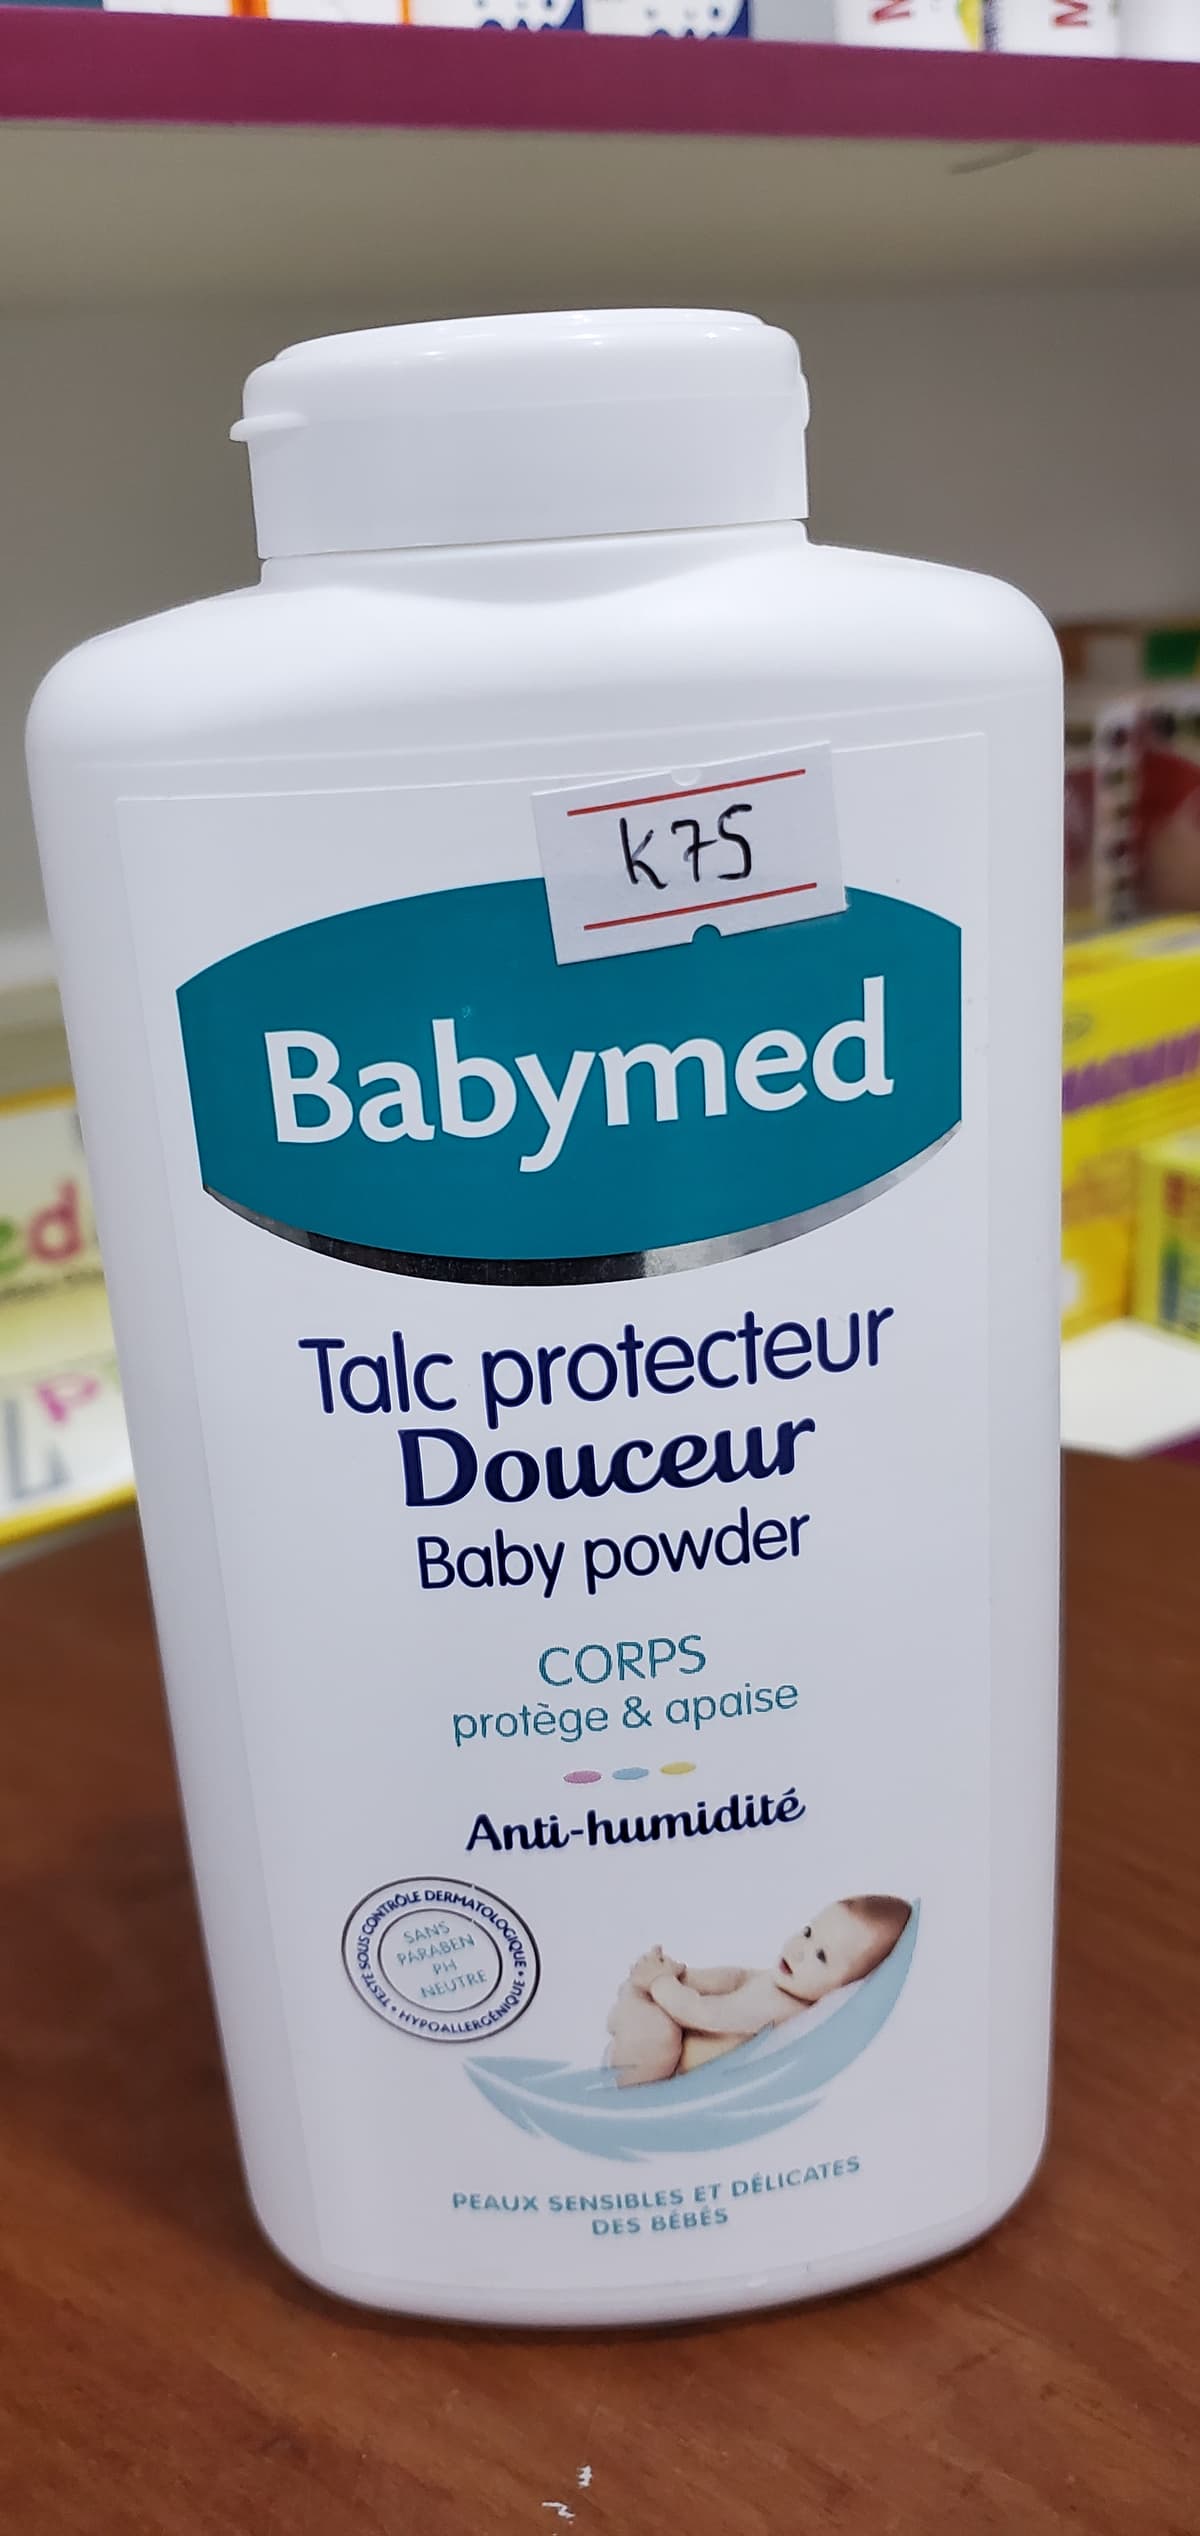 K75
Babymed
Talc protecteur
Douceur
Baby powder
CORPS
protège & apaise
Anti-humidité
TESTÉ SOUS CONTRÔLE DERMATOLOGIQUE • HYPOALLERGÉNIQUE •
SANS
PARABEN
PH
NEUTRE
PEAUX SENSIBLES ET DÉLICATES
DES BÉBÉS